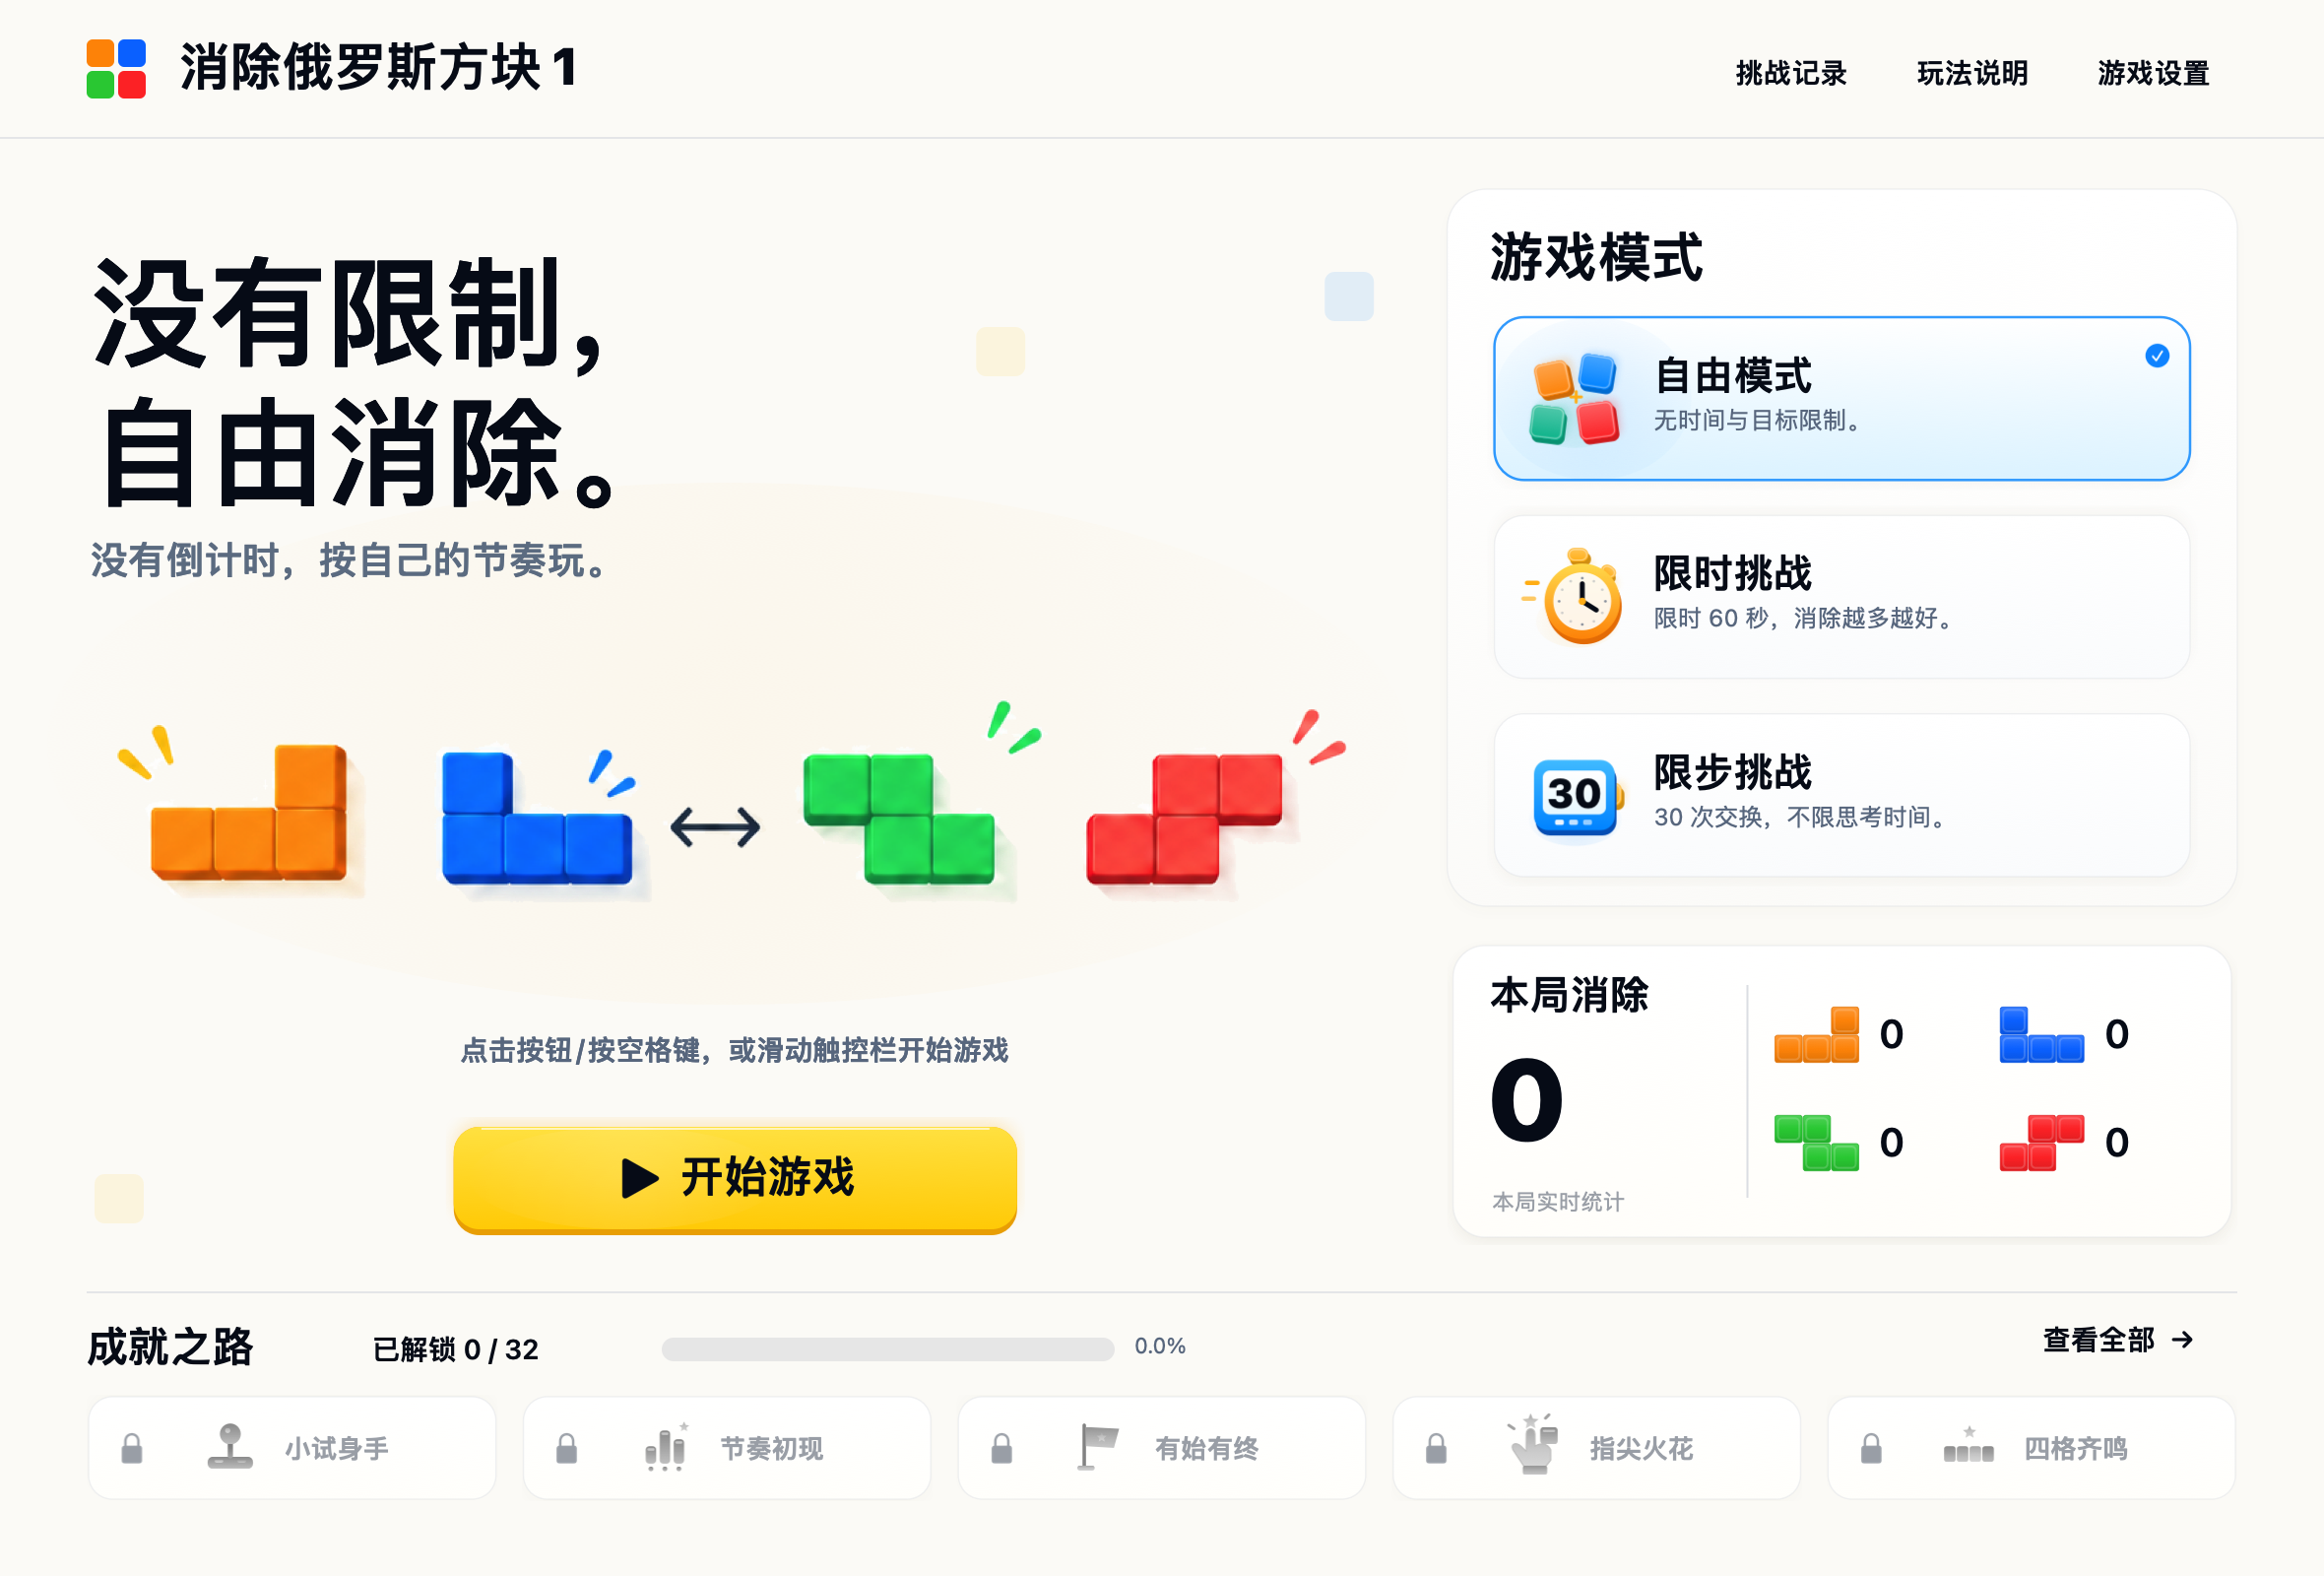 消除俄罗斯方块 1
挑战记录
玩法说明
游戏设置
没有限制，
自由消除。
没有倒计时，按自己的节奏玩。
点击按钮/按空格键，或滑动触控栏开始游戏
开始游戏
游戏模式
自由模式
无时间与目标限制。
限时挑战
限时 60 秒，消除越多越好。
30
限步挑战
30 次交换，不限思考时间。
本局消除
0
本局实时统计
0
0
0
0
成就之路
已解锁 0 / 32
0.0%
查看全部 →
小试身手
节奏初现
有始有终
指尖火花
四格齐鸣